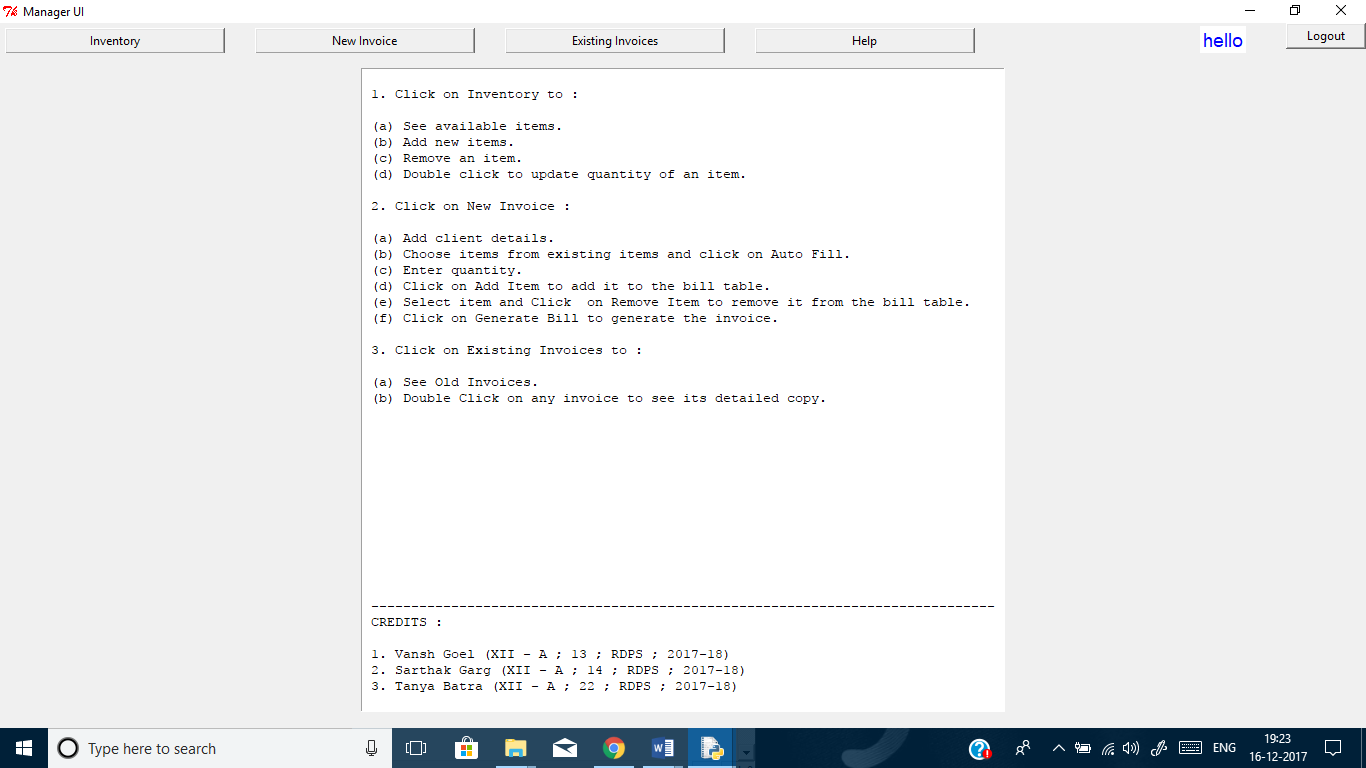 Manager UI
Inventory New Invoice Existing Invoices Help hello Logout
1. Click on Inventory to :
(a) See available items.
(b) Add new items.
(c) Remove an item.
(d) Double click to update quantity of an item.
2. Click on New Invoice :
(a) Add client details.
(b) Choose items from existing items and click on Auto Fill.
(c) Enter quantity.
(d) Click on Add Item to add it to the bill table.
(e) Select item and Click  on Remove Item to remove it from the bill table.
(f) Click on Generate Bill to generate the invoice.
3. Click on Existing Invoices to :
(a) See Old Invoices.
(b) Double Click on any invoice to see its detailed copy.
------------------------------------------------------------------------------
CREDITS :
1. Vansh Goel (XII - A ; 13 ; RDPS ; 2017-18)
2. Sarthak Garg (XII - A ; 14 ; RDPS ; 2017-18)
3. Tanya Batra (XII - A ; 22 ; RDPS ; 2017-18)
Type here to search
ENG
19:23
16-12-2017